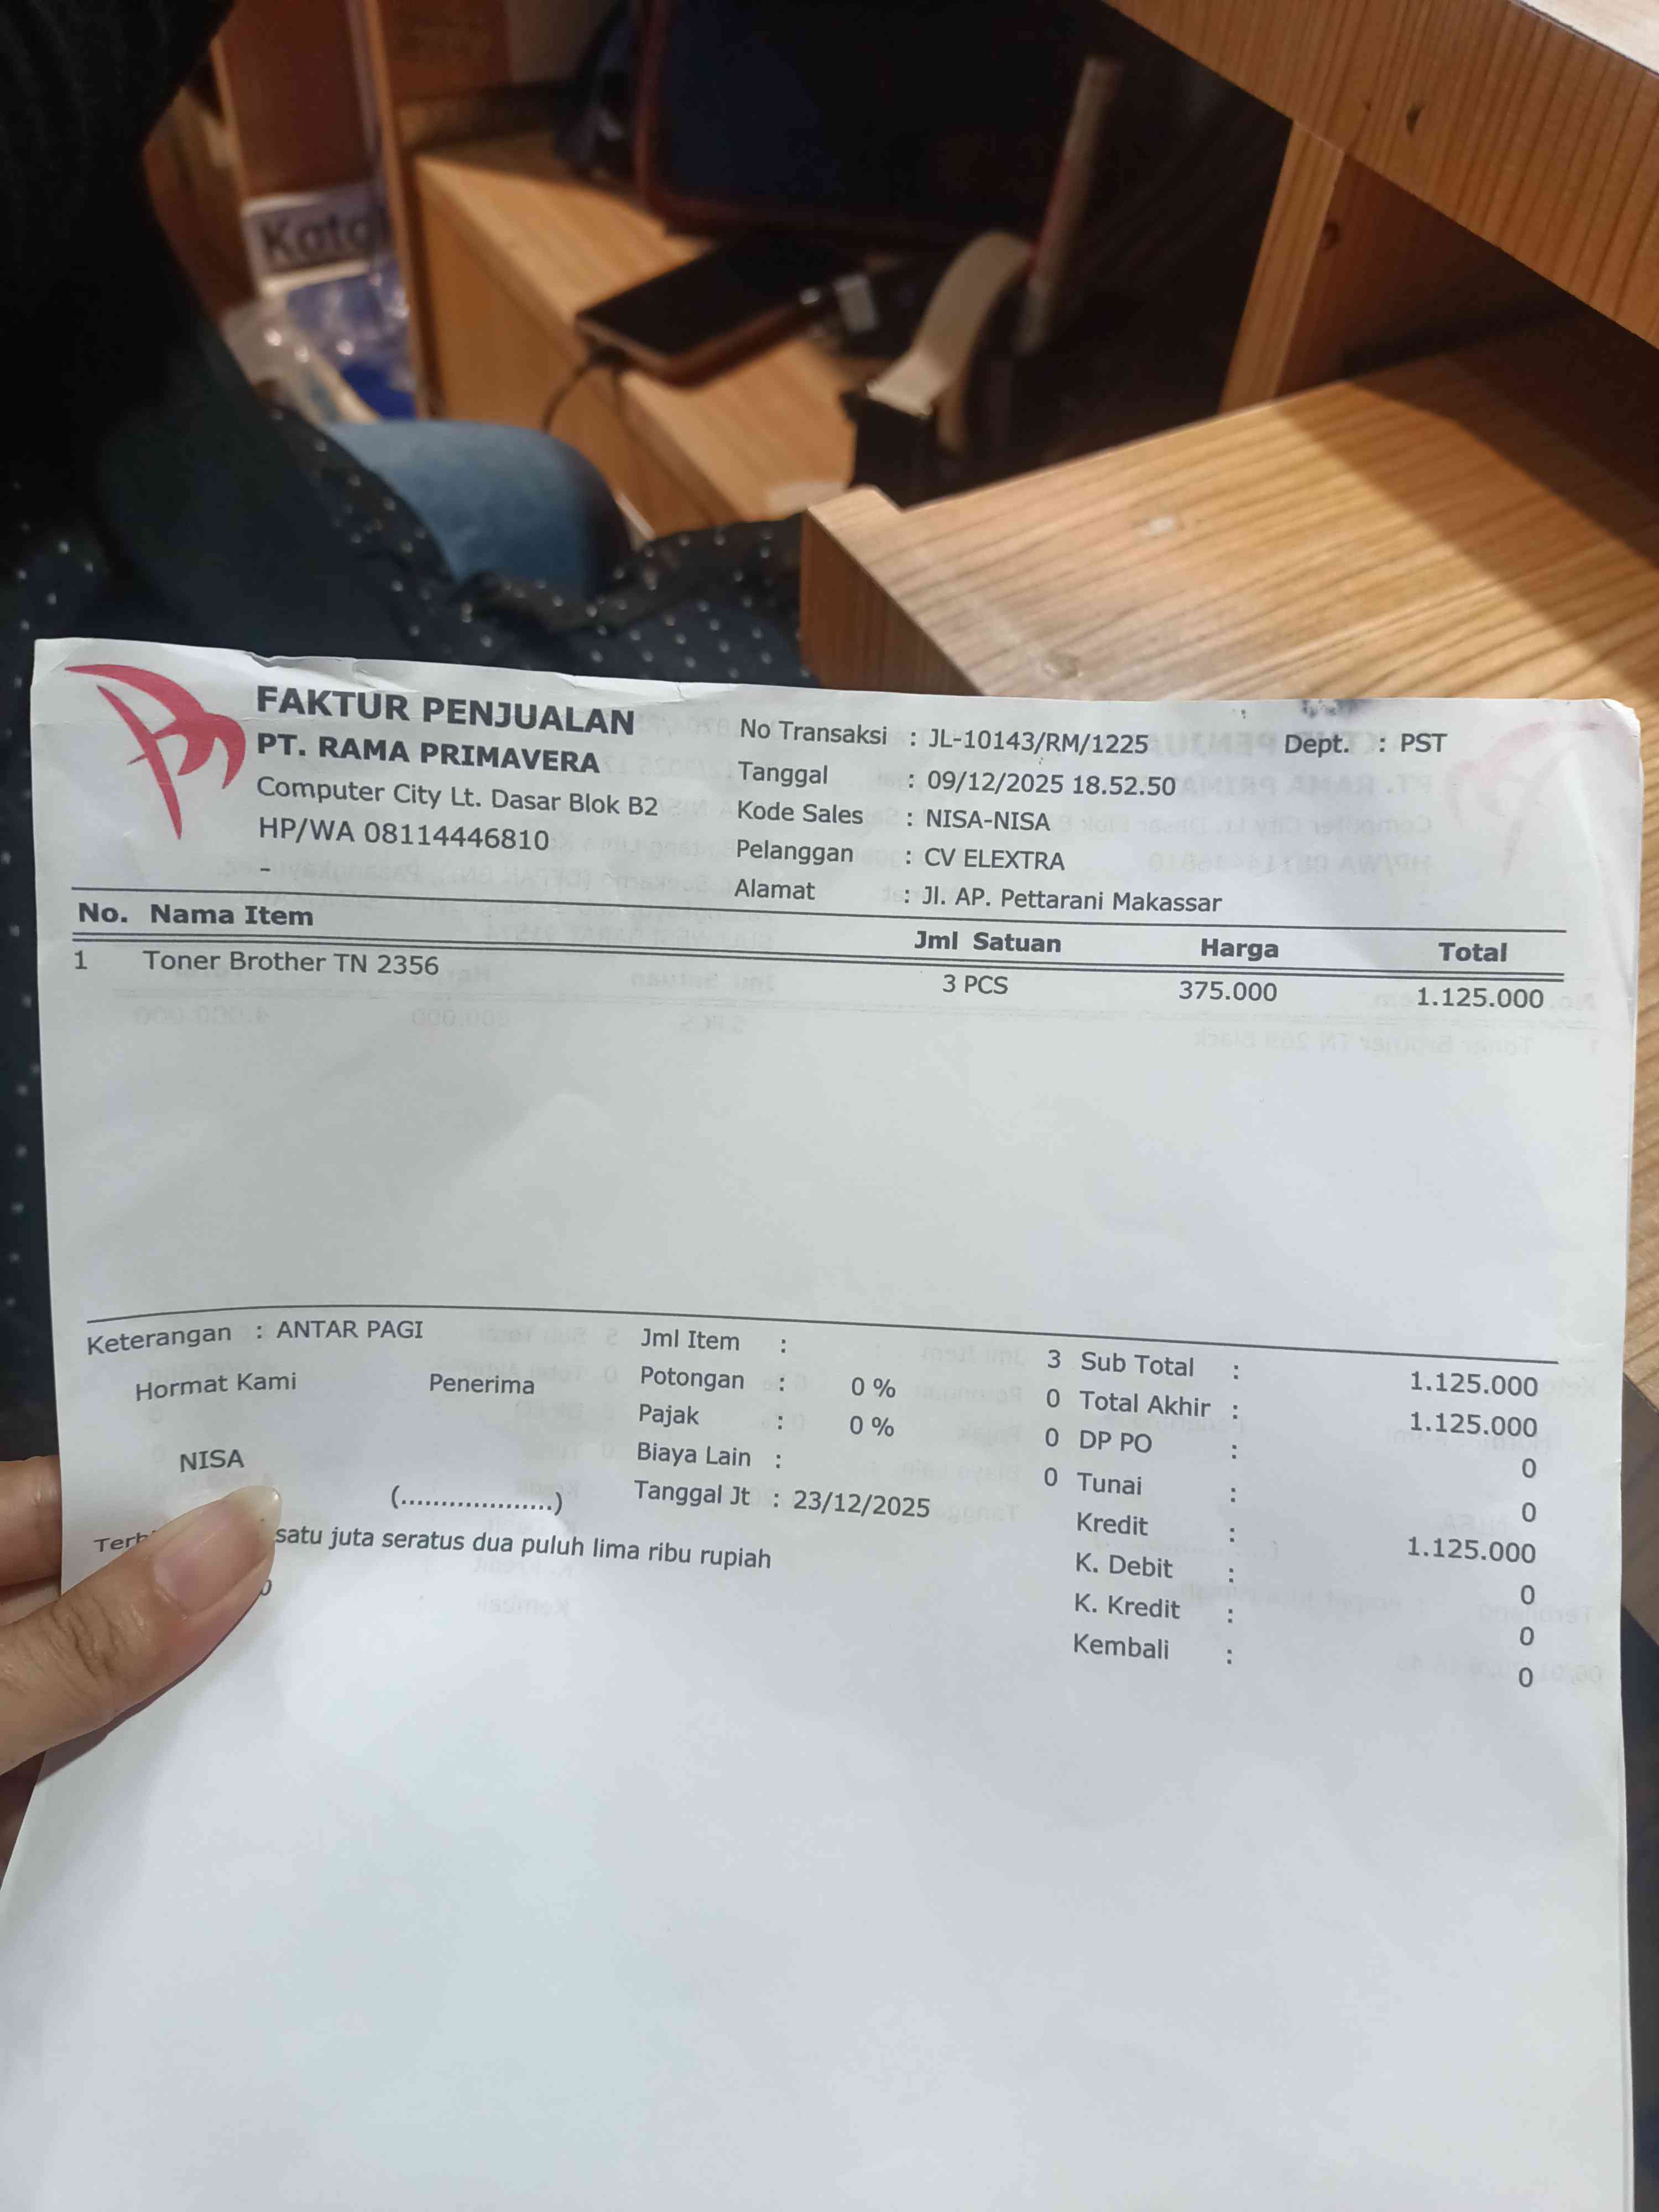 Katal
FAKTUR PENJUALAN
PT. RAMA PRIMAVERA
Computer City Lt. Dasar Blok B2
HP/WA 08114446810
-
No Transaksi : JL-10143/RM/1225 Dept. : PST
Tanggal : 09/12/2025 18.52.50
Kode Sales : NISA-NISA
Pelanggan : CV ELEXTRA
Alamat : Jl. AP. Pettarani Makassar
No. Nama Item Jml Satuan Harga Total
1 Toner Brother TN 2356 3 PCS 375.000 1.125.000
Keterangan : ANTAR PAGI
Hormat Kami Penerima
NISA
(...................)
Jml Item : 3
Potongan : 0 % 0
Pajak : 0 % 0
Biaya Lain : 0
Tanggal Jt : 23/12/2025
Sub Total : 1.125.000
Total Akhir : 1.125.000
DP PO : 0
Tunai : 0
Kredit : 1.125.000
K. Debit : 0
K. Kredit : 0
Kembali : 0
satu juta seratus dua puluh lima ribu rupiah